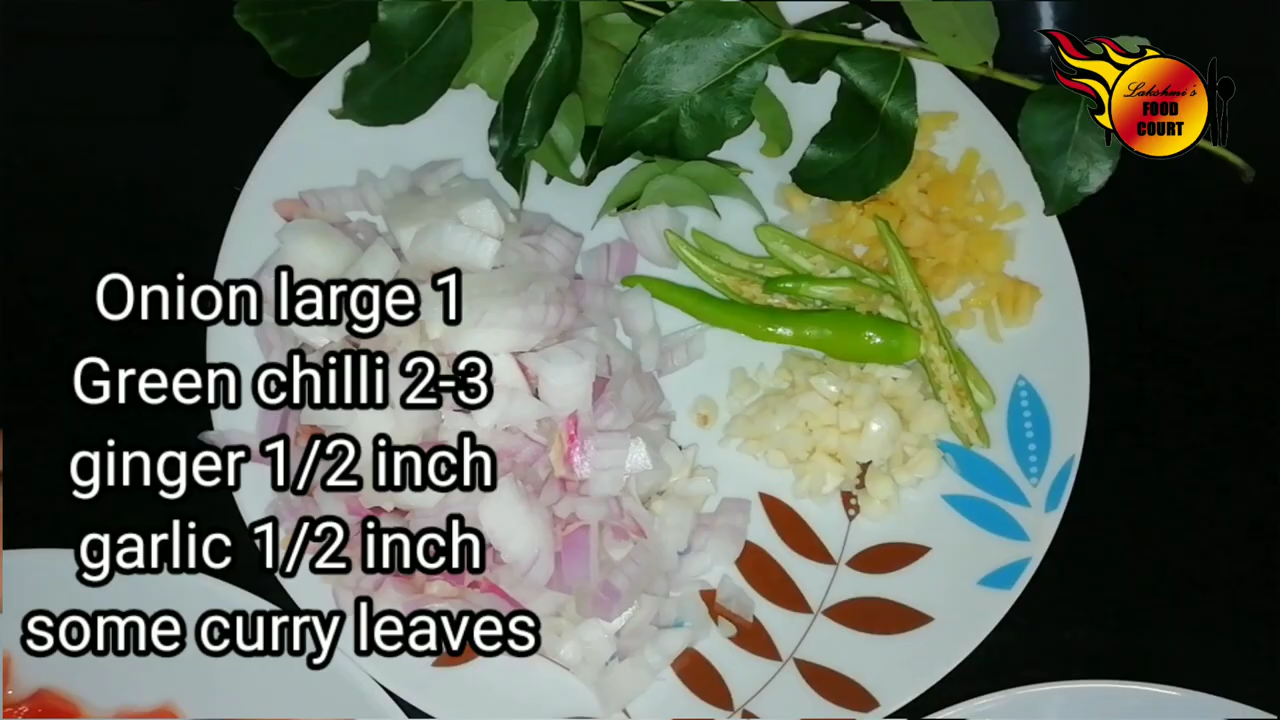 Lakshmi's
FOOD
COURT
Onion large 1
Green chilli 2-3
ginger 1/2 inch
garlic 1/2 inch
some curry leaves